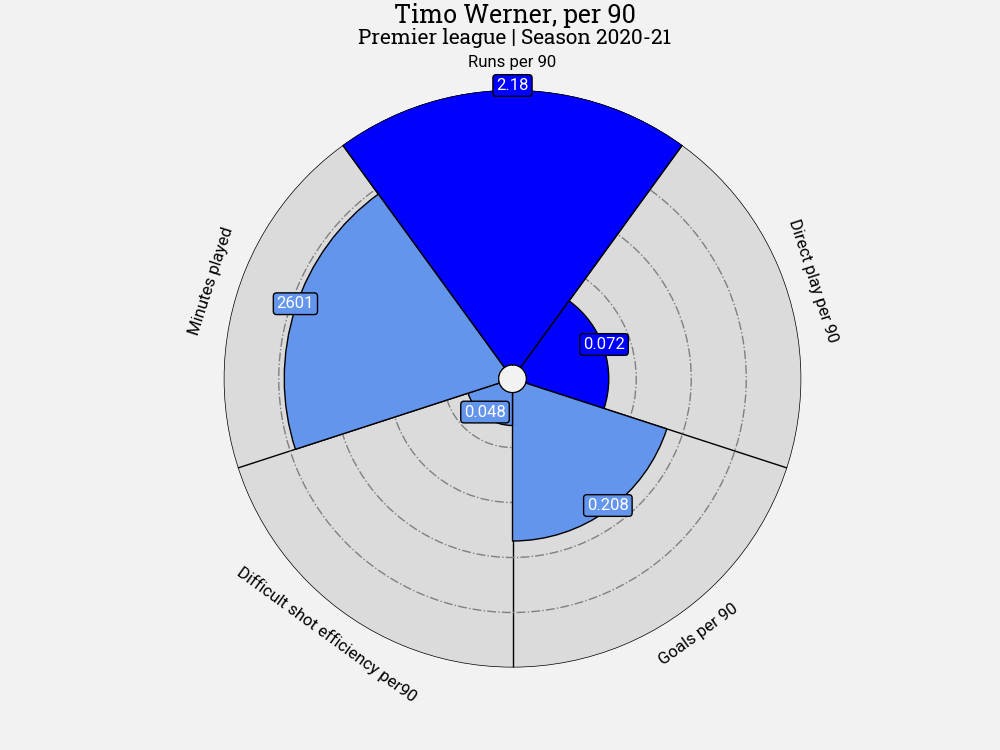 Timo Werner, per 90
Premier league | Season 2020-21
Runs per 90
2.18
Direct play per 90
0.072
Goals per 90
0.208
Difficult shot efficiency per90
0.048
Minutes played
2601